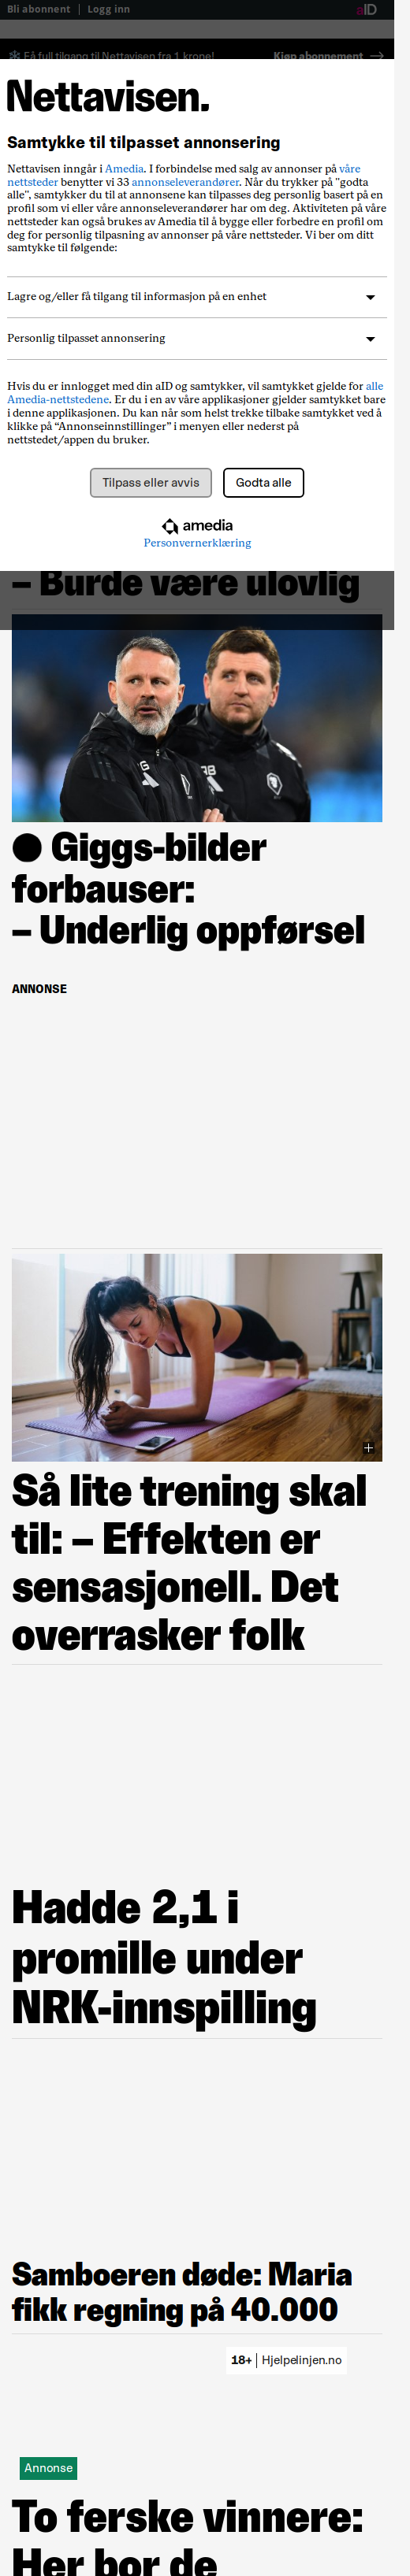 Bli abonnent | Logg inn
aID
Få full tilgang til Nettavisen fra 1 krone!
Kjøp abonnement
Nettavisen.
Samtykke til tilpasset annonsering
Nettavisen inngår i Amedia. I forbindelse med salg av annonser på våre
nettsteder benytter vi 33 annonseleverandører. Når du trykker på "godta
alle", samtykker du til at annonsene kan tilpasses deg personlig basert på en
profil som vi eller våre annonseleverandører har om deg. Aktiviteten på våre
nettsteder kan også brukes av Amedia til å bygge eller forbedre en profil om
deg for personlig tilpasning av annonser på våre nettsteder. Vi ber om ditt
samtykke til følgende:
Lagre og/eller få tilgang til informasjon på en enhet
Personlig tilpasset annonsering
Hvis du er innlogget med din aID og samtykker, vil samtykket gjelde for alle
Amedia-nettstedene. Er du i en av våre applikasjoner gjelder samtykket bare
i denne applikasjonen. Du kan når som helst trekke tilbake samtykket ved å
klikke på “Annonseinnstillinger” i menyen eller nederst på
nettstedet/appen du bruker.
Tilpass eller avvis
Godta alle
amedia
Personvernerklæring
– Burde være ulovlig
Giggs-bilder
forbauser:
– Underlig oppførsel
ANNONSE
Så lite trening skal
til: – Effekten er
sensasjonell. Det
overrasker folk
Hadde 2,1 i
promille under
NRK-innspilling
Samboeren døde: Maria
fikk regning på 40.000
18+ | Hjelpelinjen.no
Annonse
To ferske vinnere:
Her bor de